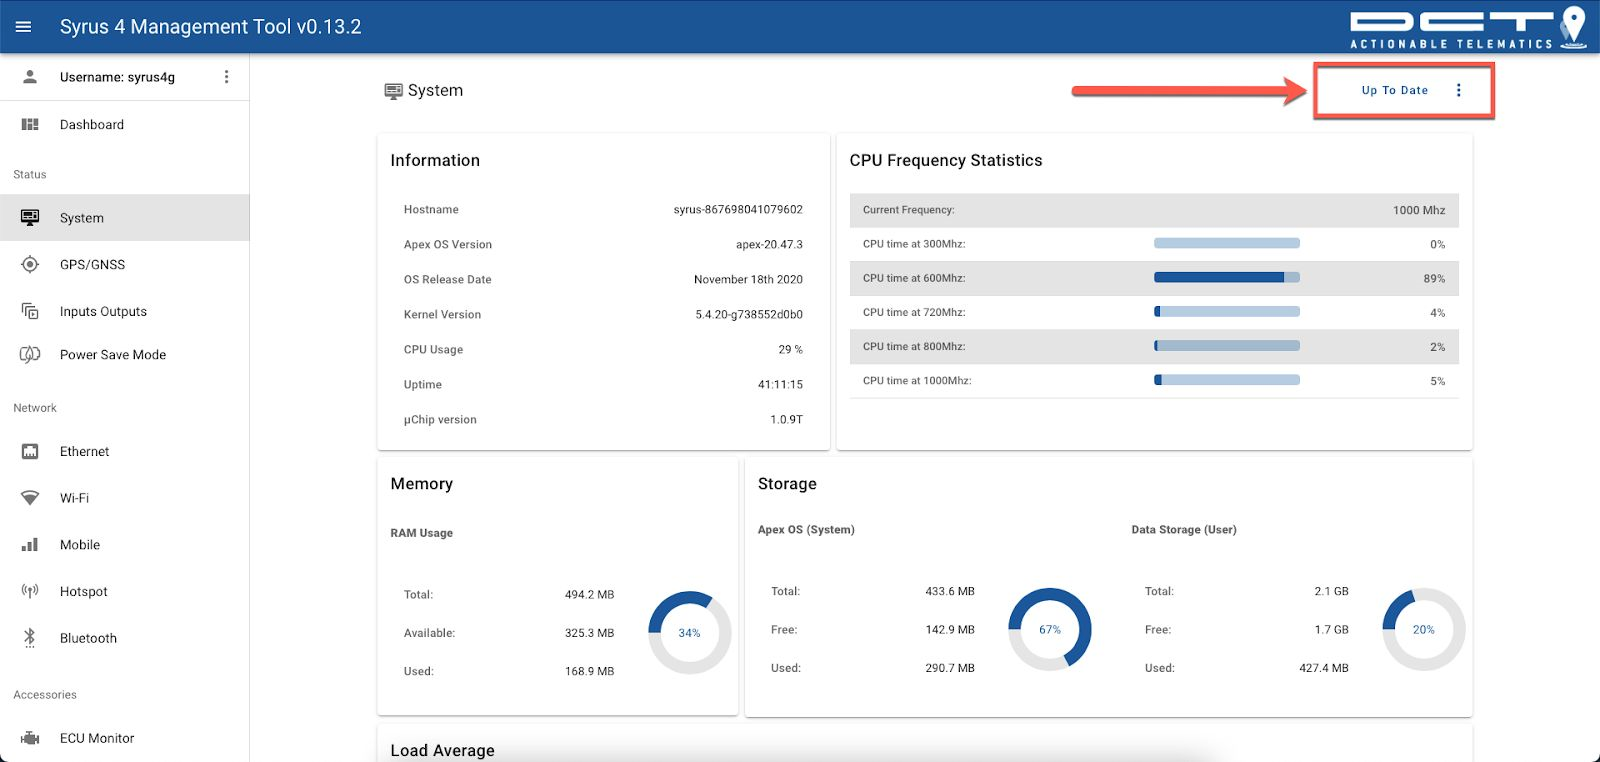 Syrus 4 Management Tool v0.13.2
DCT
ACTIONABLE TELEMATICS
Username: syrus4g
Dashboard
Status
System
GPS/GNSS
Inputs Outputs
Power Save Mode
Network
Ethernet
Wi-Fi
Mobile
Hotspot
Bluetooth
Accessories
ECU Monitor
System
Up To Date
Information
Hostname syrus-867698041079602
Apex OS Version apex-20.47.3
OS Release Date November 18th 2020
Kernel Version 5.4.20-g738552d0b0
CPU Usage 29 %
Uptime 41:11:15
µChip version 1.0.9T
CPU Frequency Statistics
Current Frequency: 1000 Mhz
CPU time at 300Mhz: 0%
CPU time at 600Mhz: 89%
CPU time at 720Mhz: 4%
CPU time at 800Mhz: 2%
CPU time at 1000Mhz: 5%
Memory
RAM Usage
Total: 494.2 MB
Available: 325.3 MB
Used: 168.9 MB
34%
Storage
Apex OS (System)
Total: 433.6 MB
Free: 142.9 MB
Used: 290.7 MB
67%
Data Storage (User)
Total: 2.1 GB
Free: 1.7 GB
Used: 427.4 MB
20%
Load Average